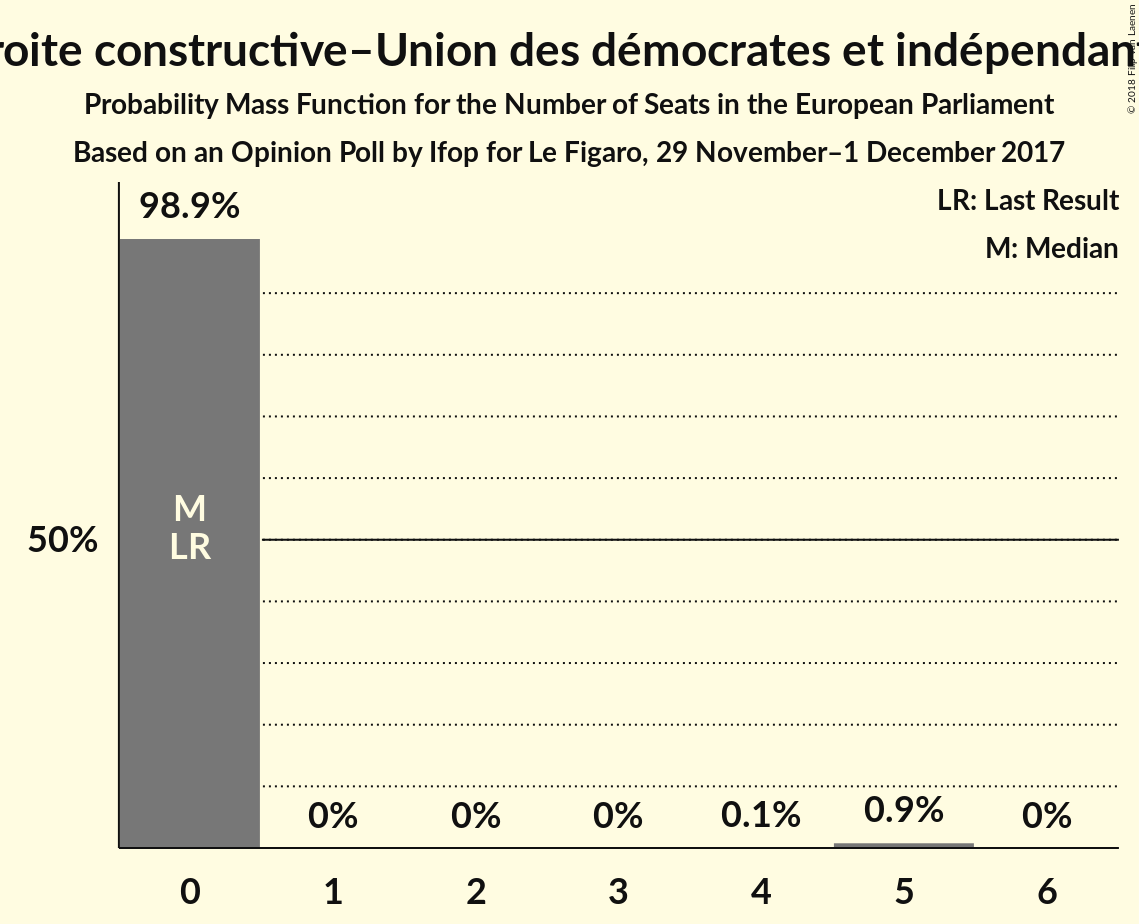 roite constructive–Union des démocrates et indépendan
Probability Mass Function for the Number of Seats in the European Parliament
Based on an Opinion Poll by Ifop for Le Figaro, 29 November–1 December 2017
© 2018 Filip van Laenen
LR: Last Result
M: Median
98.9%
M
LR
50%
0%
0%
0%
0.1%
0.9%
0%
0
1
2
3
4
5
6